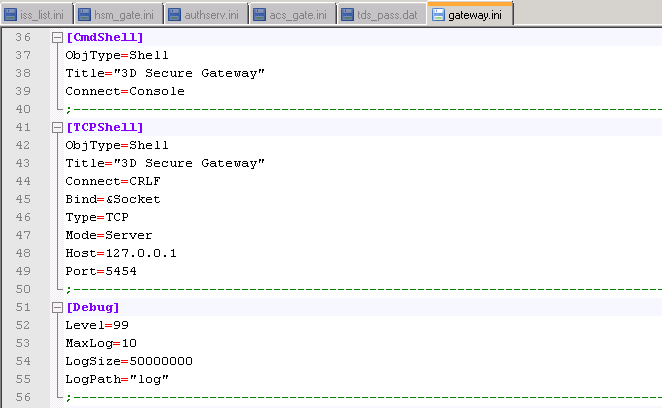 iss_list.ini hsm_gate.ini authserv.ini acs_gate.ini tds_pass.dat gateway.ini
36 [CmdShell]
37 ObjType=Shell
38 Title="3D Secure Gateway"
39 Connect=Console
40 ;------------------------------------------------------------------
41 [TCPShell]
42 ObjType=Shell
43 Title="3D Secure Gateway"
44 Connect=CRLF
45 Bind=&Socket
46 Type=TCP
47 Mode=Server
48 Host=127.0.0.1
49 Port=5454
50 ;------------------------------------------------------------------
51 [Debug]
52 Level=99
53 MaxLog=10
54 LogSize=50000000
55 LogPath="log"
56 ;------------------------------------------------------------------